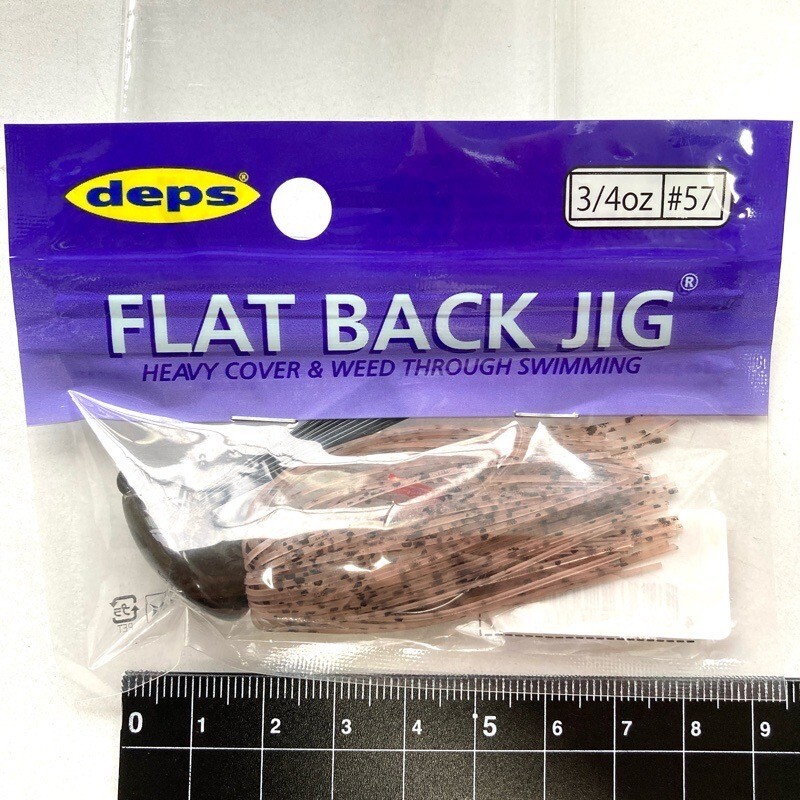 deps®
3/4oz #57
FLAT BACK JIG®
HEAVY COVER & WEED THROUGH SWIMMING
0 1 2 3 4 5 6 7 8 9